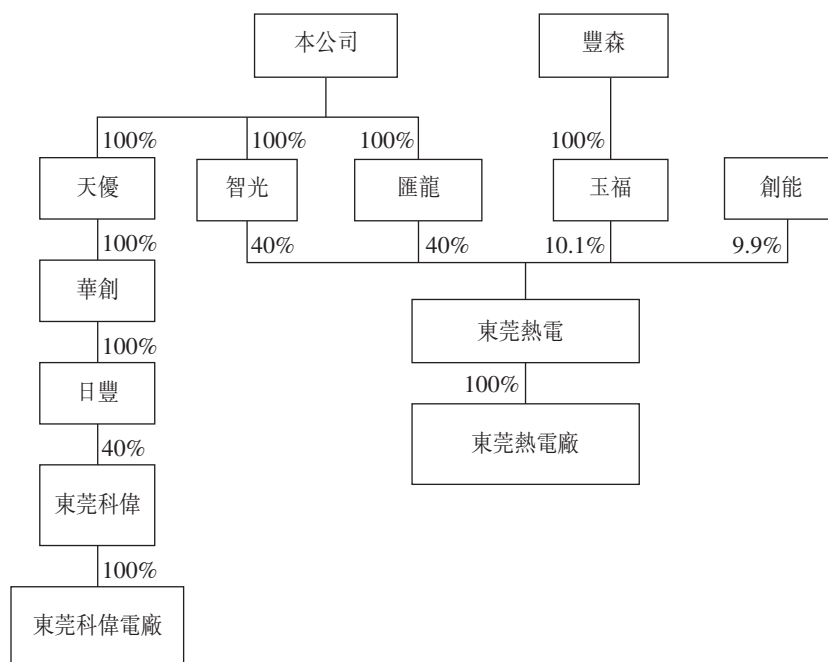 本公司
豐森
100%
100%
100%
100%
天優
智光
匯龍
玉福
創能
100%
40%
40%
10.1%
9.9%
華創
東莞熱電
100%
100%
日豐
東莞熱電廠
40%
東莞科偉
100%
東莞科偉電廠